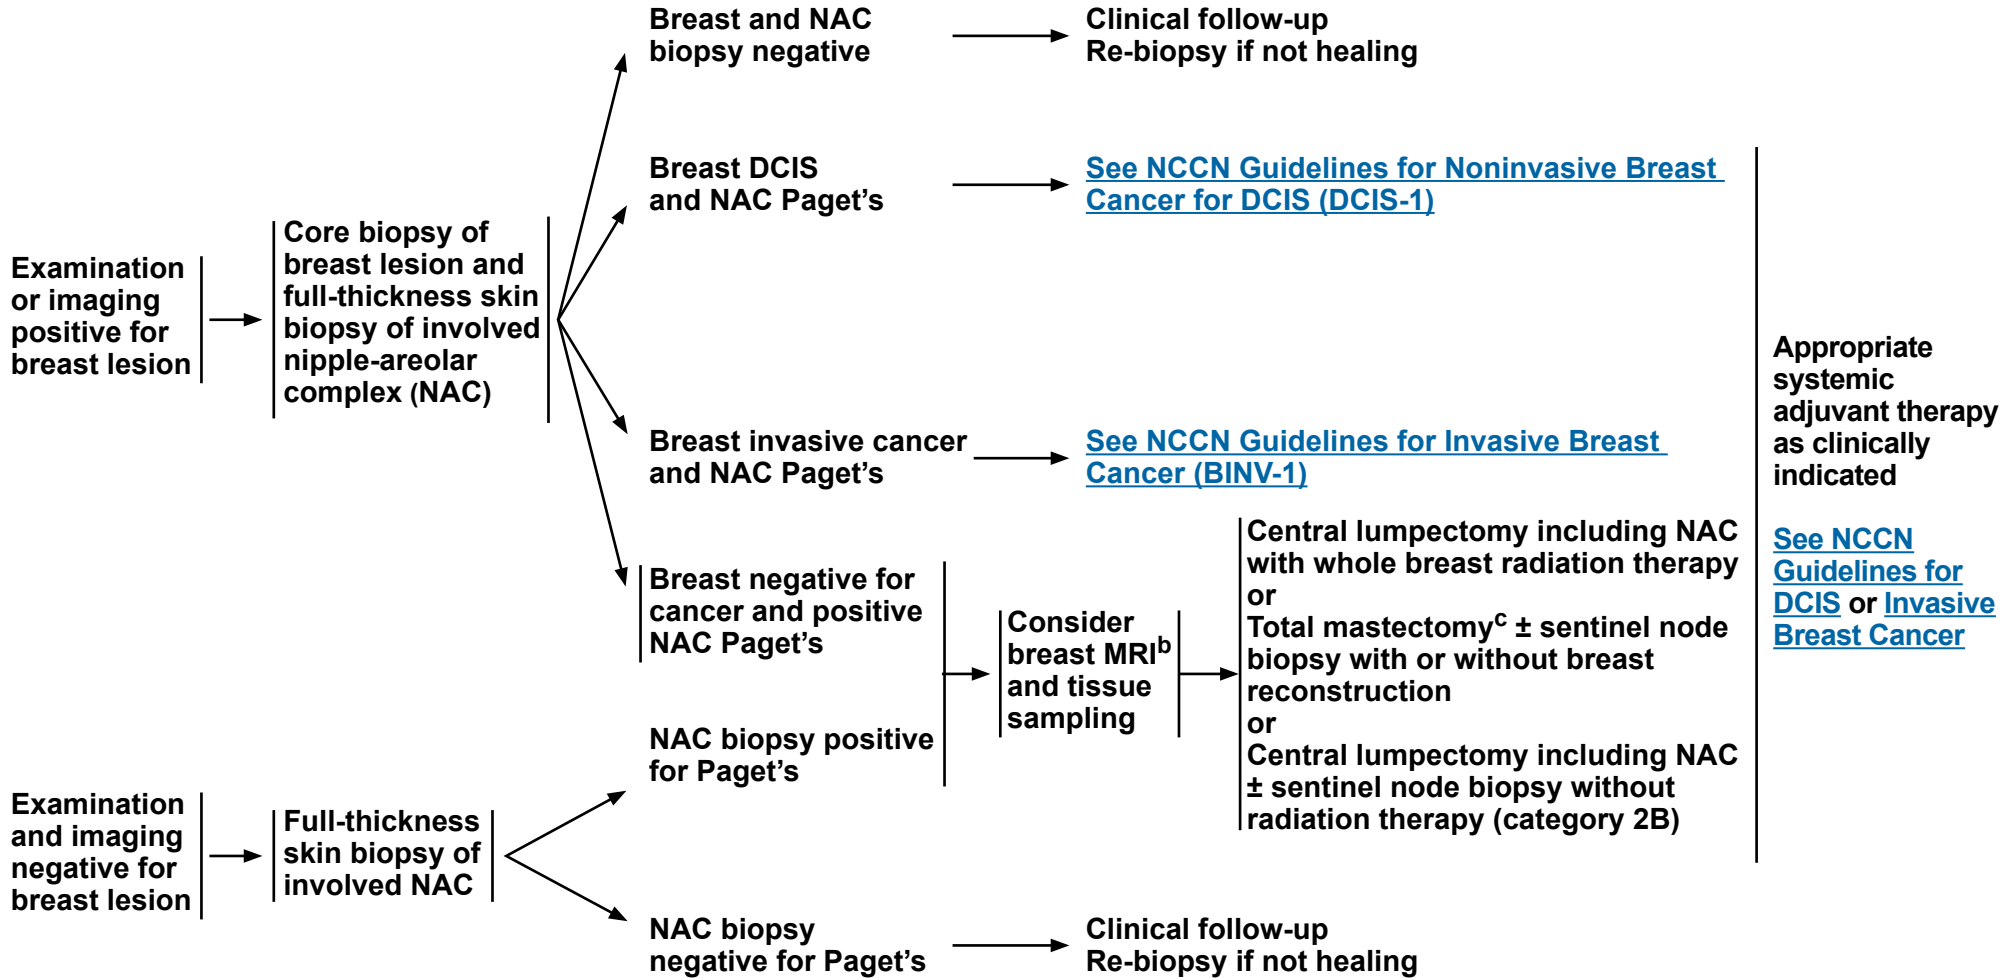 Examination
or imaging
positive for
breast lesion
Core biopsy of
breast lesion and
full-thickness skin
biopsy of involved
nipple-areolar
complex (NAC)
Breast and NAC
biopsy negative
Clinical follow-up
Re-biopsy if not healing
Breast DCIS
and NAC Paget’s
See NCCN Guidelines for Noninvasive Breast
Cancer for DCIS (DCIS-1)
Breast invasive cancer
and NAC Paget’s
See NCCN Guidelines for Invasive Breast
Cancer (BINV-1)
Breast negative for
cancer and positive
NAC Paget’s
Examination
and imaging
negative for
breast lesion
Full-thickness
skin biopsy of
involved NAC
NAC biopsy positive
for Paget’s
Consider
breast MRIᵇ
and tissue
sampling
Central lumpectomy including NAC
with whole breast radiation therapy
or
Total mastectomyᶜ ± sentinel node
biopsy with or without breast
reconstruction
or
Central lumpectomy including NAC
± sentinel node biopsy without
radiation therapy (category 2B)
NAC biopsy
negative for Paget’s
Clinical follow-up
Re-biopsy if not healing
Appropriate
systemic
adjuvant therapy
as clinically
indicated
See NCCN
Guidelines for
DCIS or Invasive
Breast Cancer